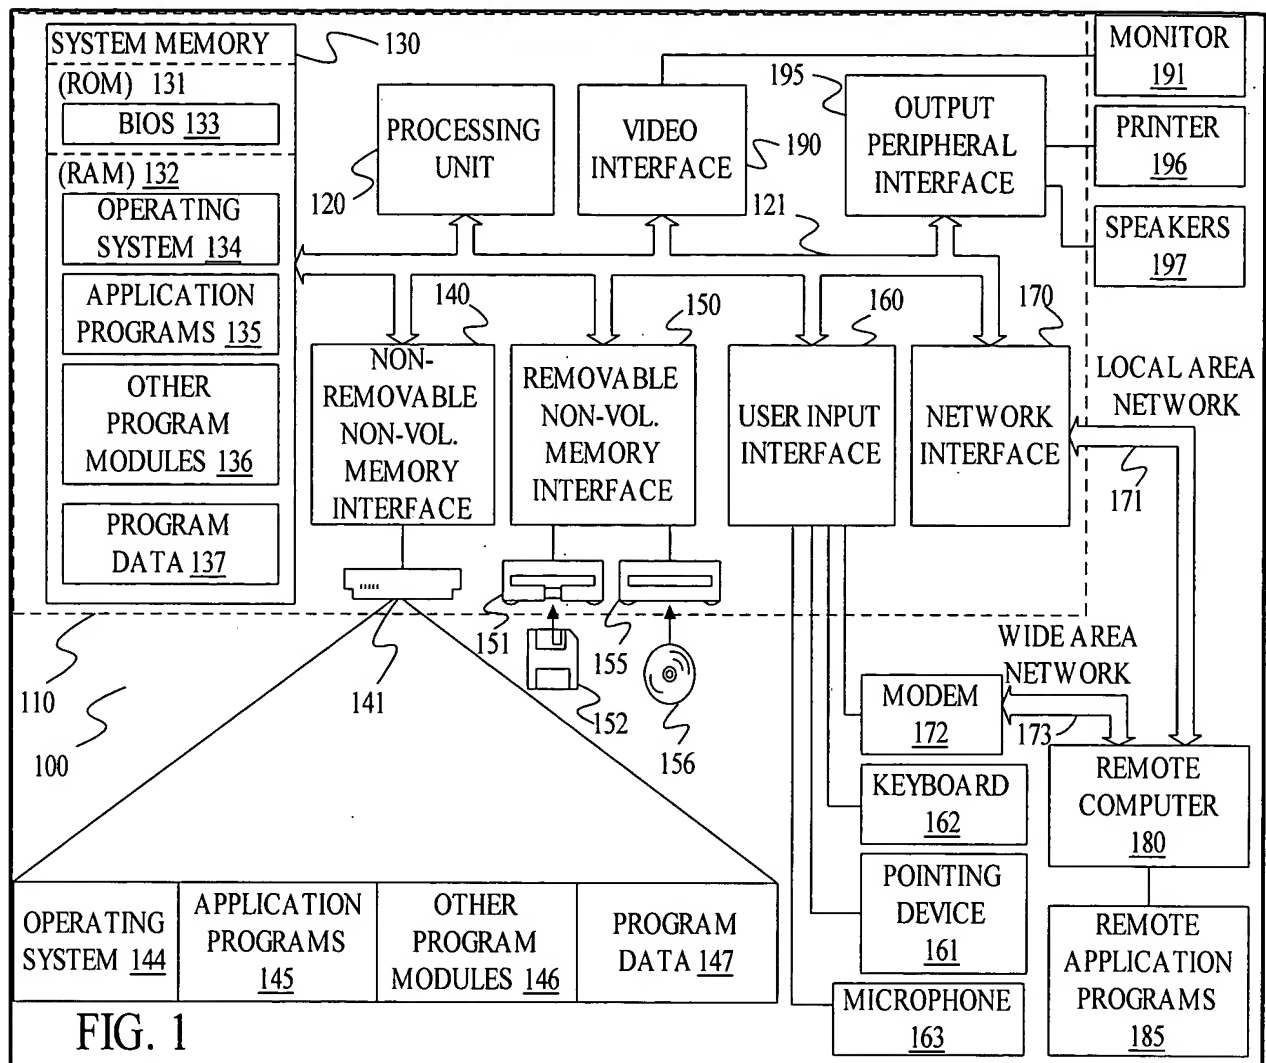 SYSTEM MEMORY
130
(ROM) 131
BIOS 133
(RAM) 132
OPERATING
SYSTEM 134
APPLICATION
PROGRAMS 135
OTHER
PROGRAM
MODULES 136
PROGRAM
DATA 137
PROCESSING
UNIT
120
VIDEO
INTERFACE
190
195
OUTPUT
PERIPHERAL
INTERFACE
121
MONITOR
191
PRINTER
196
SPEAKERS
197
140
NON-
REMOVABLE
NON-VOL.
MEMORY
INTERFACE
150
REMOVABLE
NON-VOL.
MEMORY
INTERFACE
160
USER INPUT
INTERFACE
170
NETWORK
INTERFACE
LOCAL AREA
NETWORK
171
141
151
152
155
156
110
100
WIDE AREA
NETWORK
173
MODEM
172
KEYBOARD
162
POINTING
DEVICE
161
MICROPHONE
163
REMOTE
COMPUTER
180
REMOTE
APPLICATION
PROGRAMS
185
OPERATING
SYSTEM 144
APPLICATION
PROGRAMS
145
OTHER
PROGRAM
MODULES 146
PROGRAM
DATA 147
FIG. 1